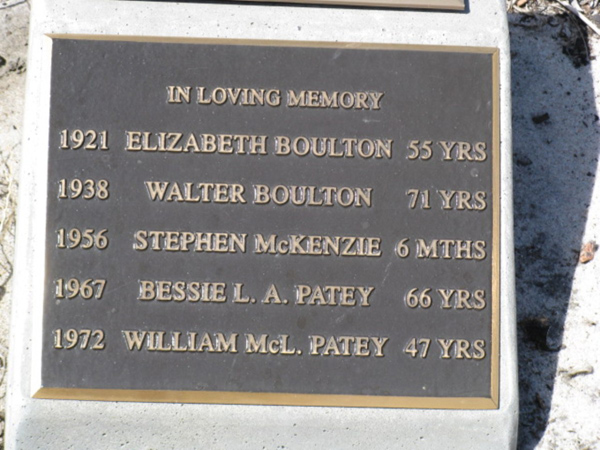 IN LOVING MEMORY
1921 ELIZABETH BOULTON 55 YRS
1938 WALTER BOULTON 71 YRS
1956 STEPHEN McKENZIE 6 MTHS
1967 BESSIE L. A. PATEY 66 YRS
1972 WILLIAM McL. PATEY 47 YRS